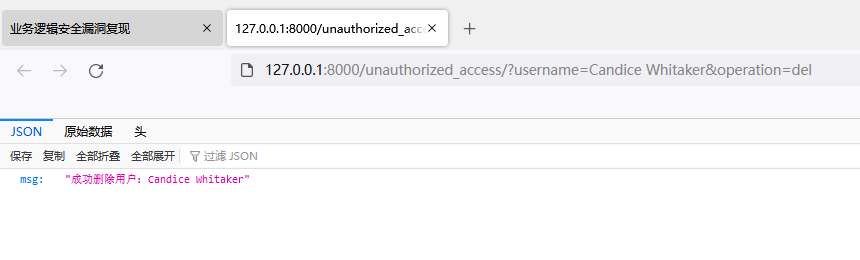 业务逻辑安全漏洞复现
127.0.0.1:8000/unauthorized_acc
127.0.0.1:8000/unauthorized_access/?username=Candice Whitaker&operation=del
JSON 原始数据 头
保存 复制 全部折叠 全部展开 过滤 JSON
msg: "成功删除用户：Candice Whitaker"